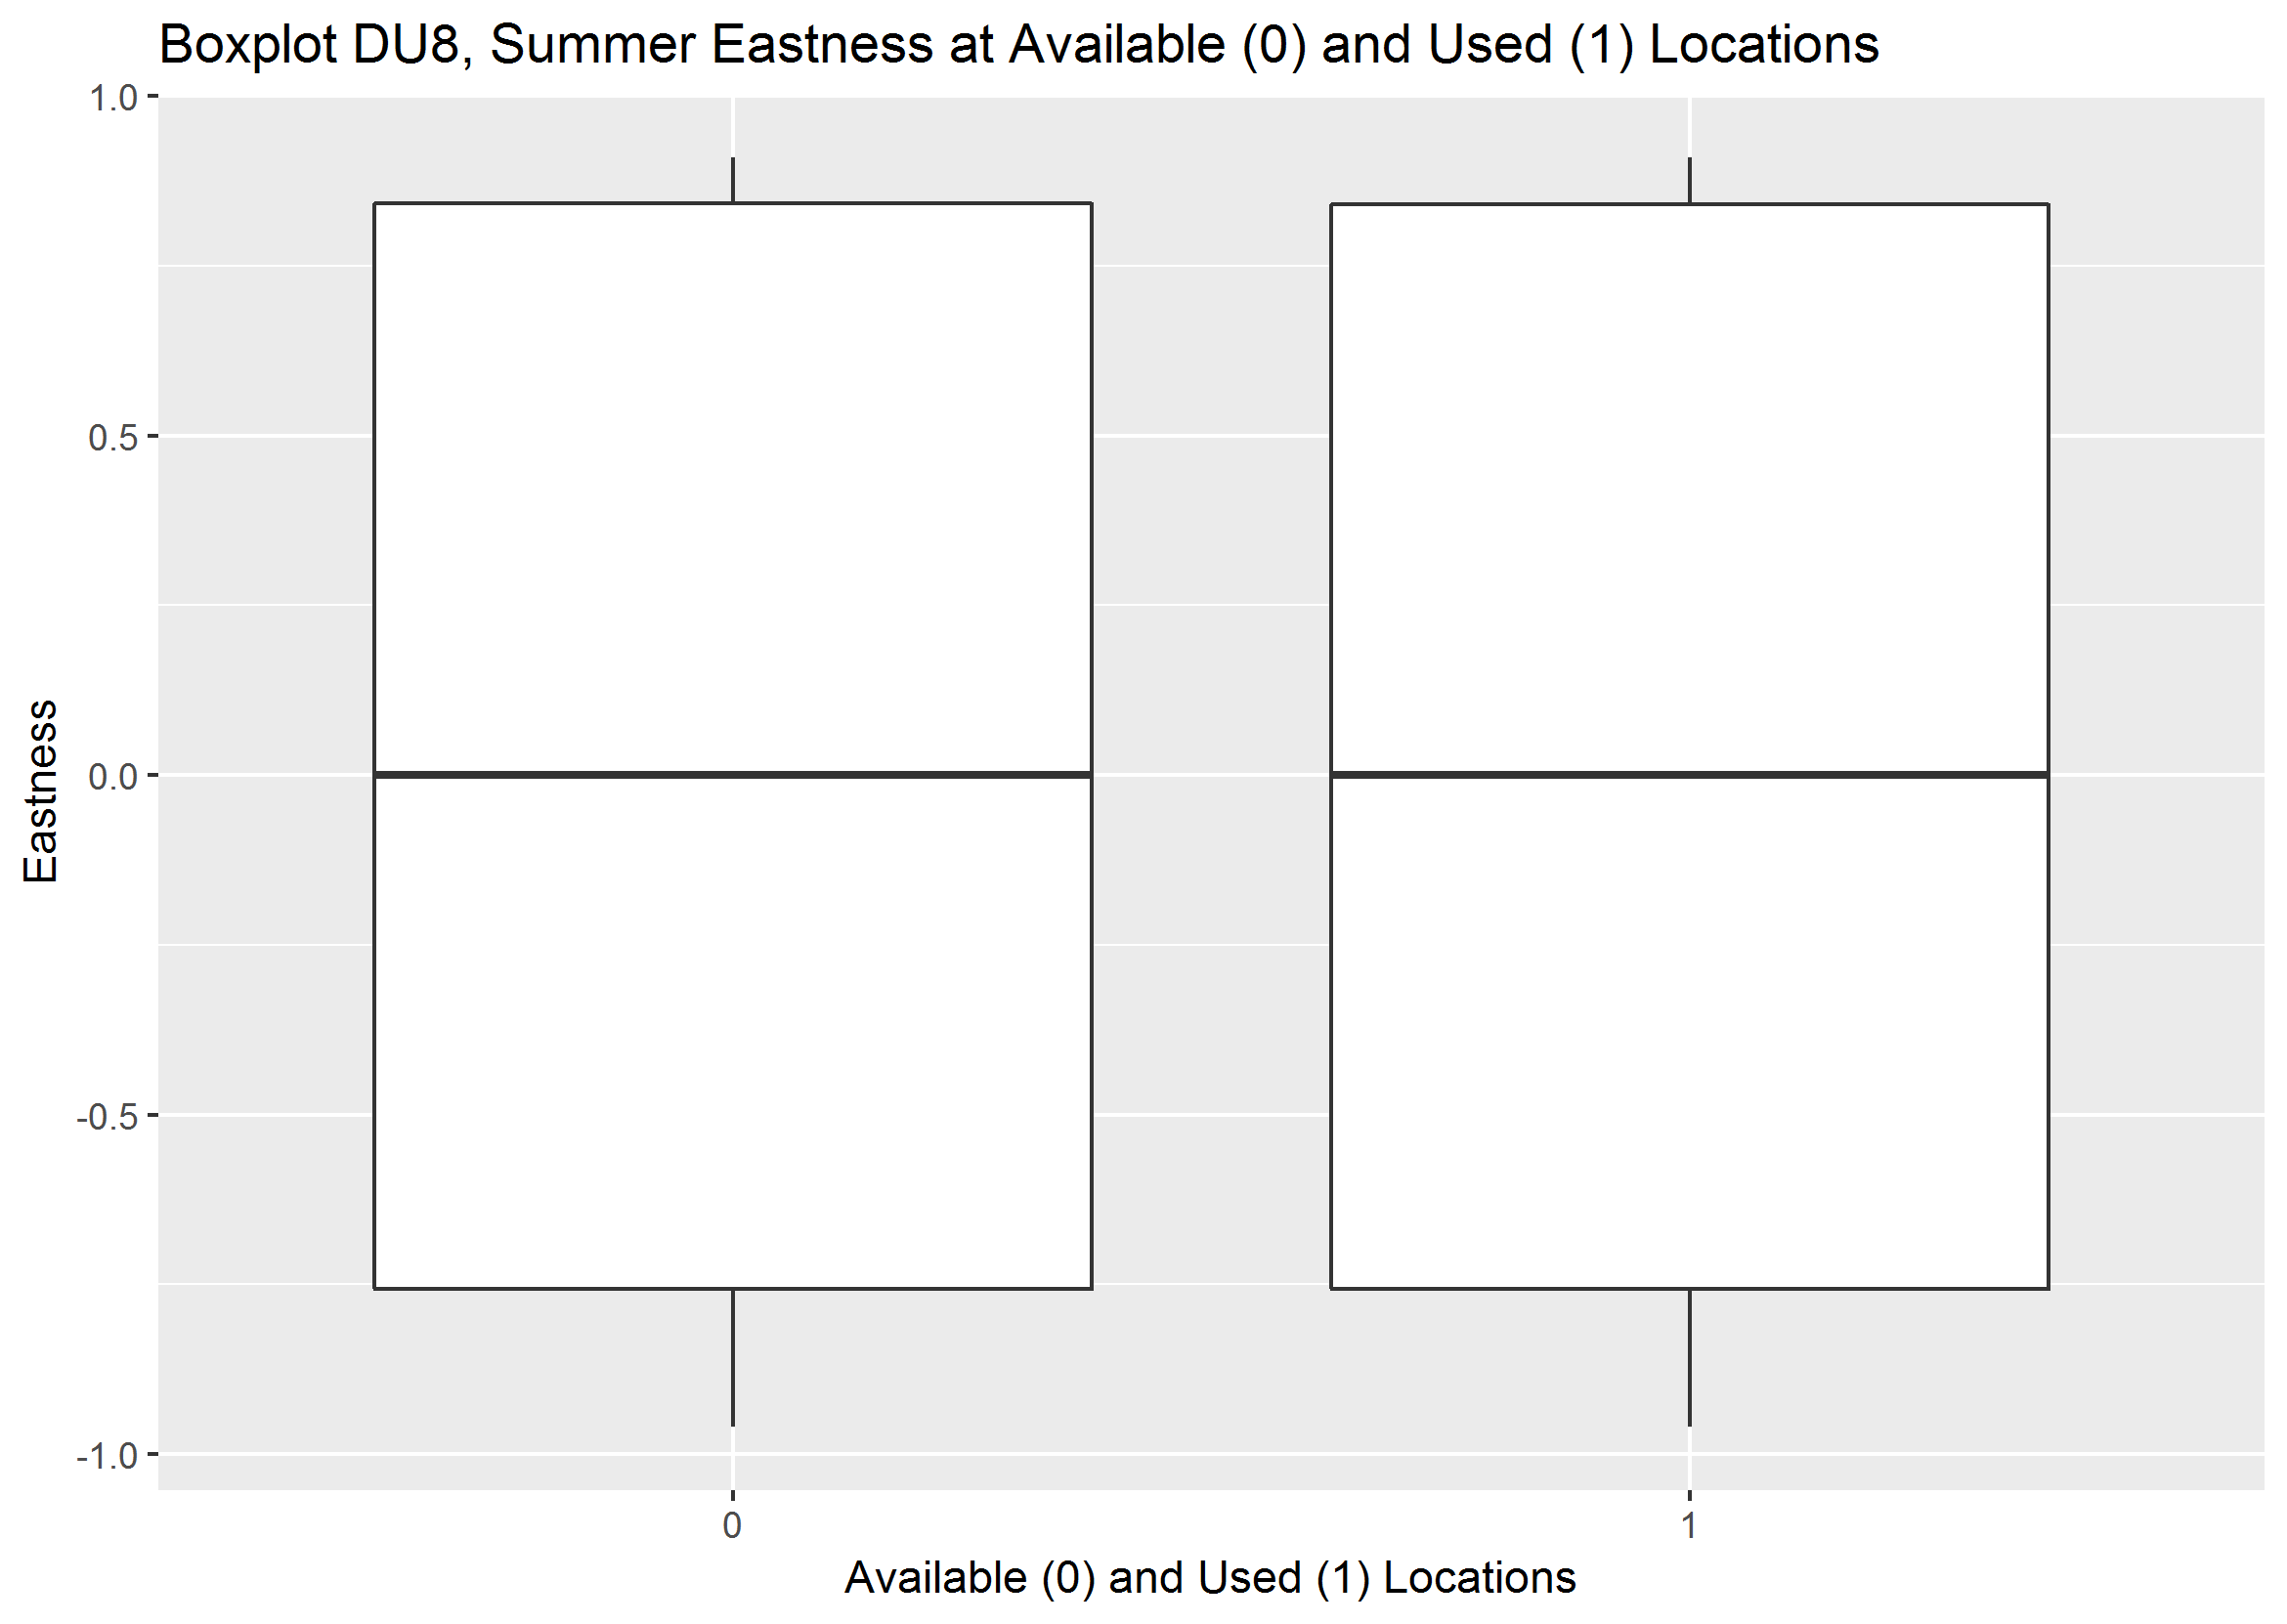 Boxplot DU8, Summer Eastness at Available (0) and Used (1) Locations
1.0
0.5
0.0
-0.5
-1.0
Eastness
0
1
Available (0) and Used (1) Locations